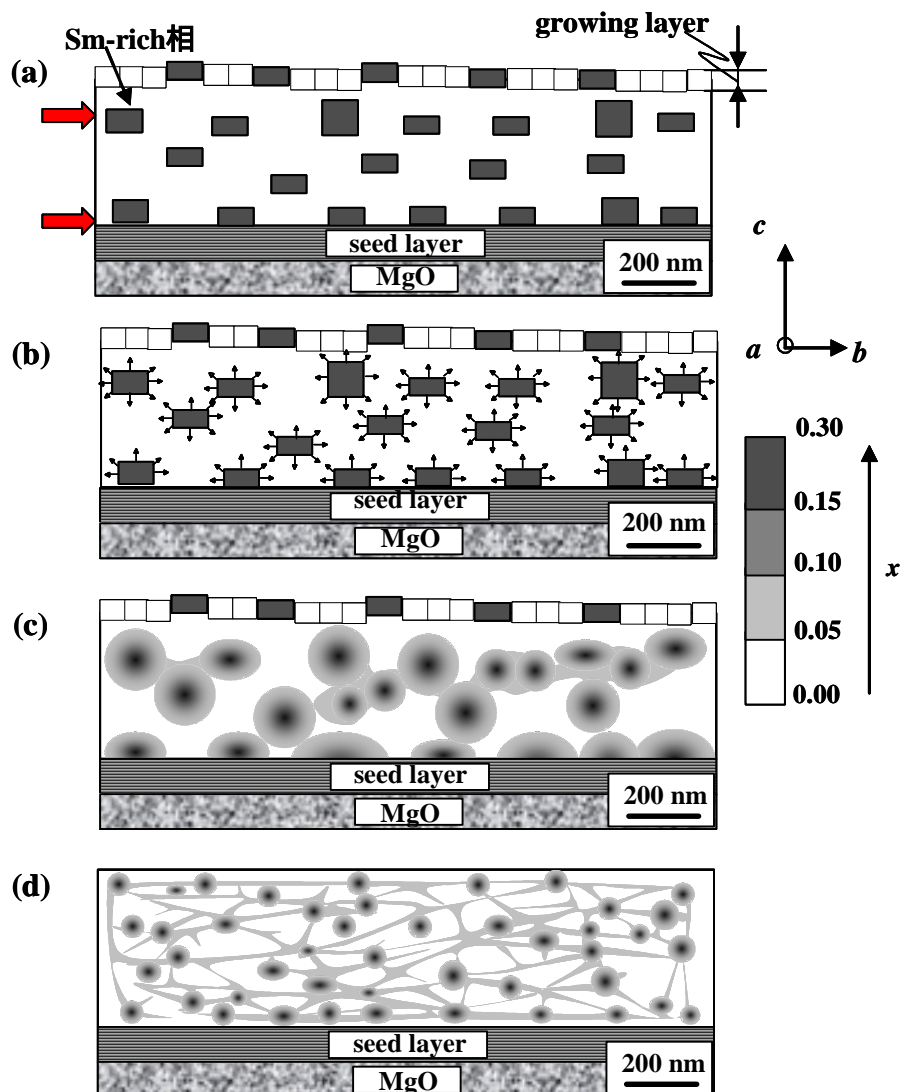 growing layer
Sm-rich相
(a)
seed layer
MgO
200 nm
c
a
b
(b)
seed layer
MgO
200 nm
0.30
0.15
0.10
0.05
0.00
x
(c)
seed layer
MgO
200 nm
(d)
seed layer
MgO
200 nm